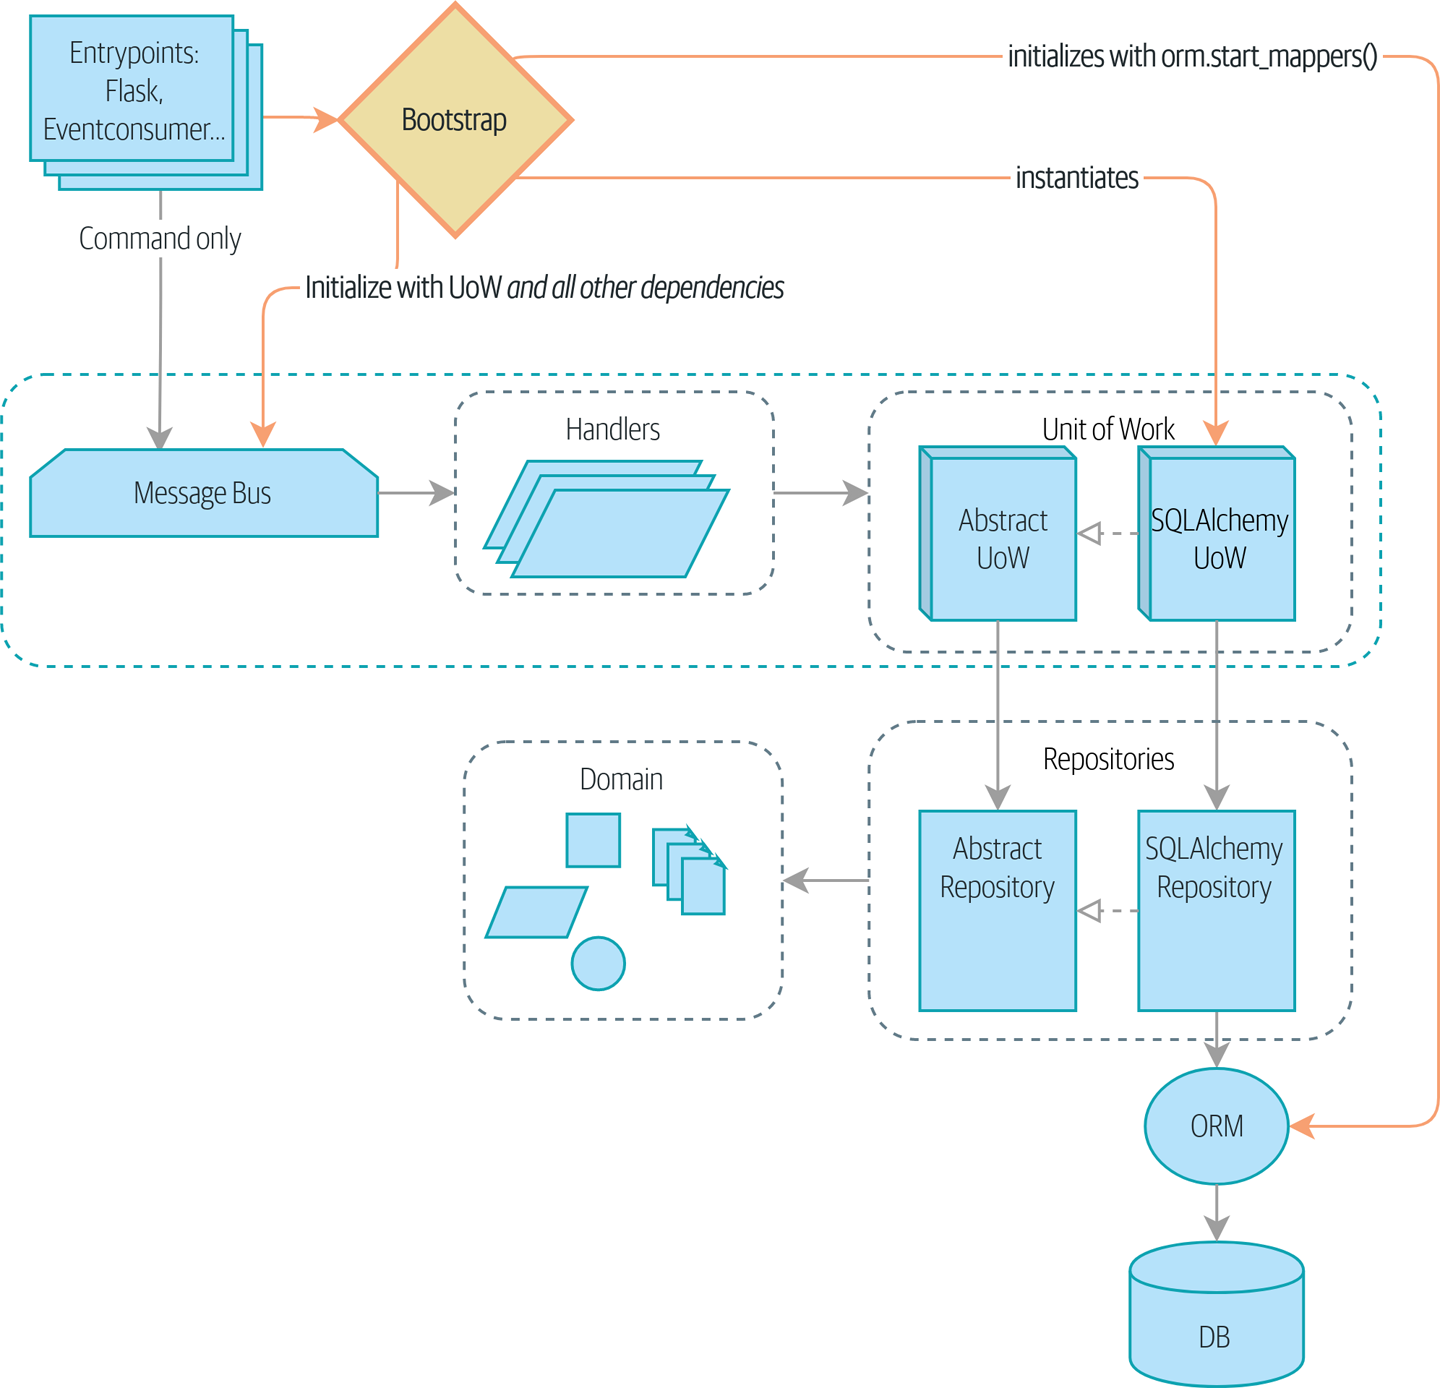 Entrypoints:
Flask,
Eventconsumer...
Bootstrap
initializes with orm.start_mappers()
instantiates
Command only
Initialize with UoW and all other dependencies
Handlers
Unit of Work
Message Bus
Abstract
UoW
SQLAlchemy
UoW
Domain
Repositories
Abstract
Repository
SQLAlchemy
Repository
ORM
DB